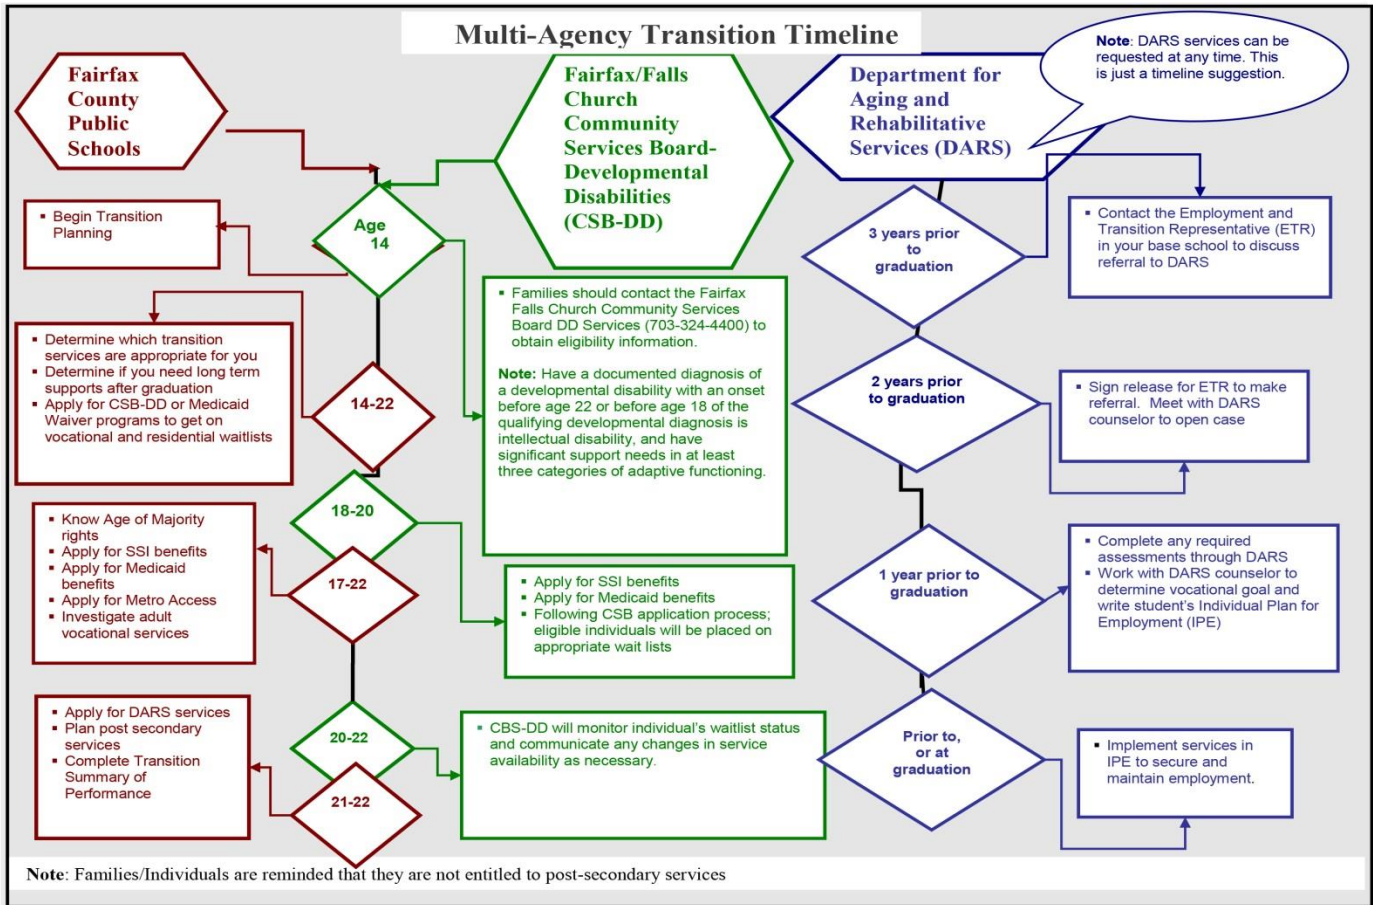 Multi-Agency Transition Timeline
Fairfax
County
Public
Schools
Fairfax/Falls
Church
Community
Services Board-
Developmental
Disabilities
(CSB-DD)
Department for
Aging and
Rehabilitative
Services (DARS)
Note: DARS services can be
requested at any time. This
is just a timeline suggestion.
Age
14
▪ Begin Transition
Planning
▪ Families should contact the Fairfax
Falls Church Community Services
Board DD Services (703-324-4400) to
obtain eligibility information.
Note: Have a documented diagnosis of
a developmental disability with an onset
before age 22 or before age 18 of the
qualifying developmental diagnosis is
intellectual disability, and have
significant support needs in at least
three categories of adaptive functioning.
14-22
▪ Determine which transition
services are appropriate for you
▪ Determine if you need long term
supports after graduation
▪ Apply for CSB-DD or Medicaid
Waiver programs to get on
vocational and residential waitlists
18-20
▪ Apply for SSI benefits
▪ Apply for Medicaid benefits
▪ Following CSB application process;
eligible individuals will be placed on
appropriate wait lists
17-22
▪ Know Age of Majority
rights
▪ Apply for SSI benefits
▪ Apply for Medicaid
benefits
▪ Apply for Metro Access
▪ Investigate adult
vocational services
20-22
▪ CBS-DD will monitor individual's waitlist status
and communicate any changes in service
availability as necessary.
21-22
▪ Apply for DARS services
▪ Plan post secondary
services
▪ Complete Transition
Summary of
Performance
3 years prior
to
graduation
▪ Contact the Employment and
Transition Representative (ETR)
in your base school to discuss
referral to DARS
2 years prior
to graduation
▪ Sign release for ETR to make
referral. Meet with DARS
counselor to open case
1 year prior to
graduation
▪ Complete any required
assessments through DARS
▪ Work with DARS counselor to
determine vocational goal and
write student's Individual Plan for
Employment (IPE)
Prior to,
or at
graduation
▪ Implement services in
IPE to secure and
maintain employment.
Note: Families/Individuals are reminded that they are not entitled to post-secondary services